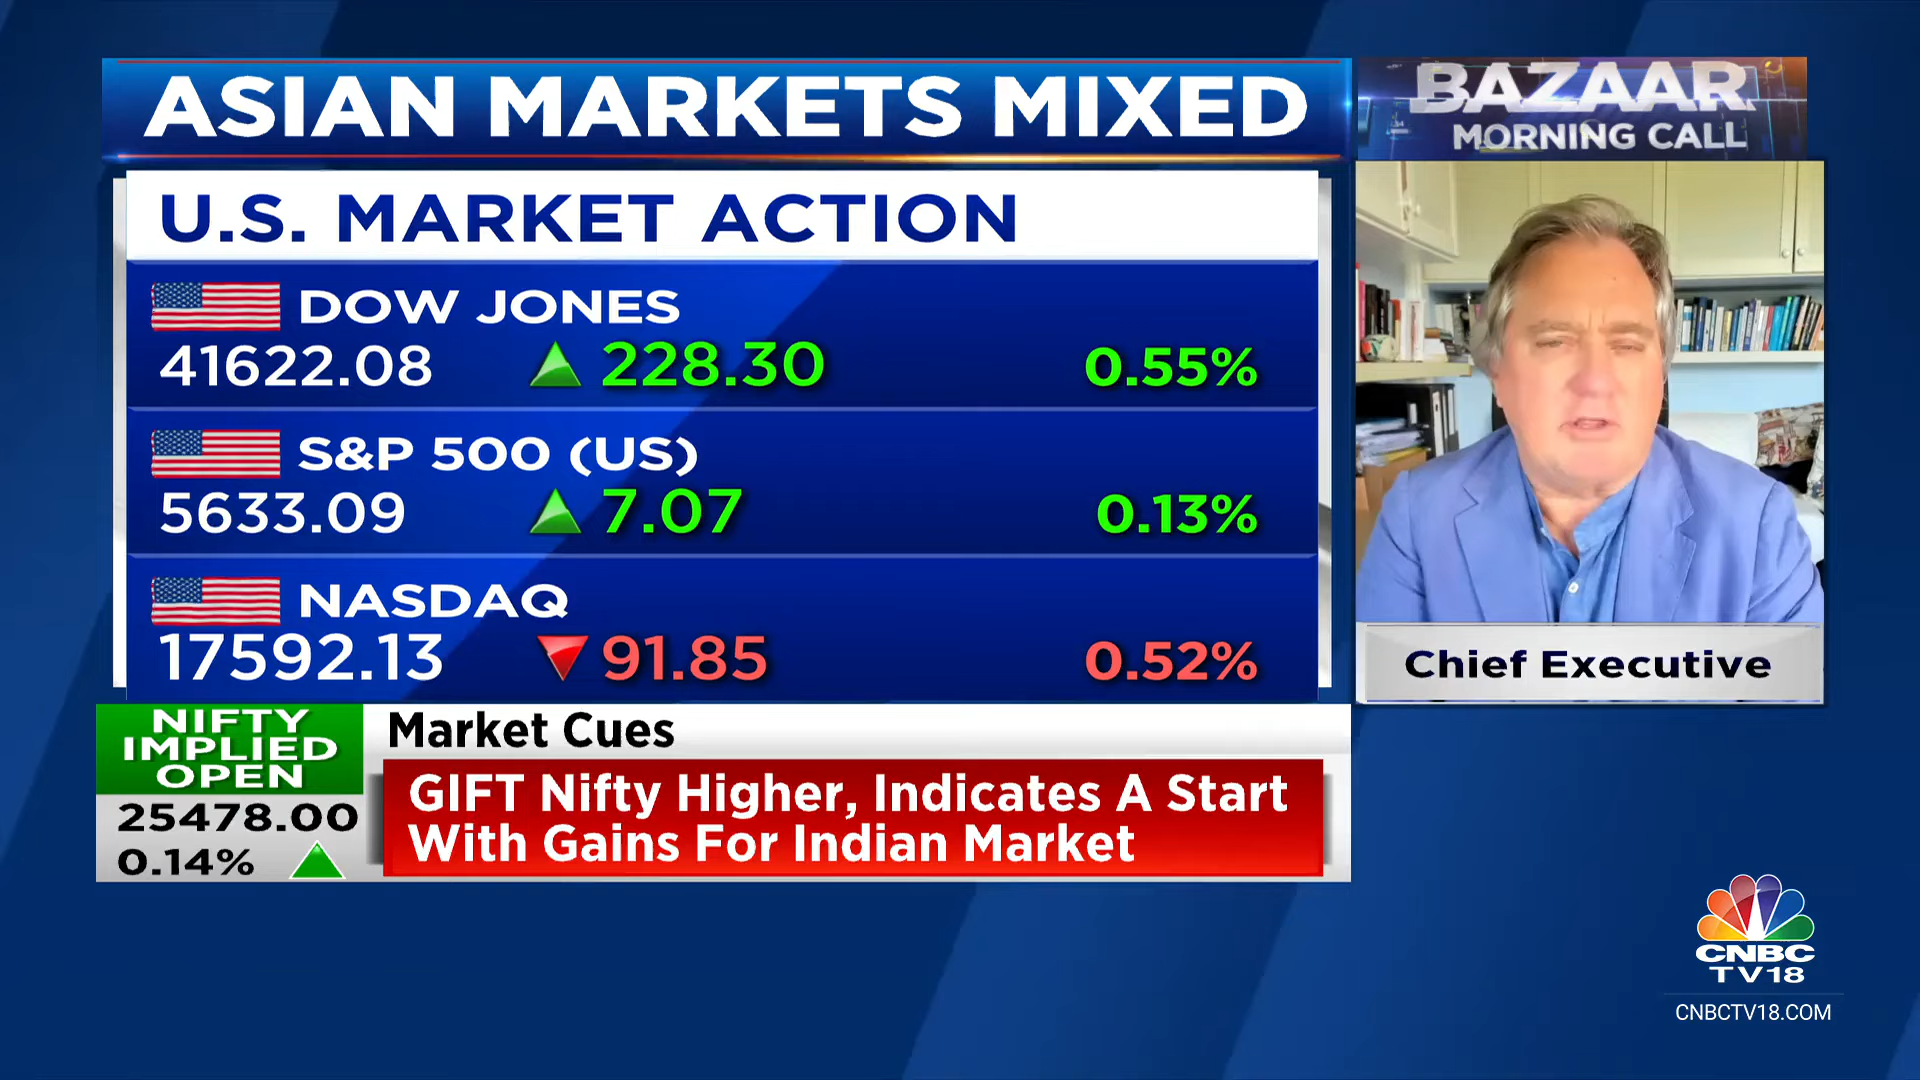 ASIAN MARKETS MIXED
BAZAAR
MORNING CALL
U.S. MARKET ACTION
DOW JONES
41622.08 228.30 0.55%
S&P 500 (US)
5633.09 7.07 0.13%
NASDAQ
17592.13 91.85 0.52%
Chief Executive
NIFTY
IMPLIED
OPEN
25478.00
0.14%
Market Cues
GIFT Nifty Higher, Indicates A Start
With Gains For Indian Market
CNBC
TV18
CNBCTV18.COM